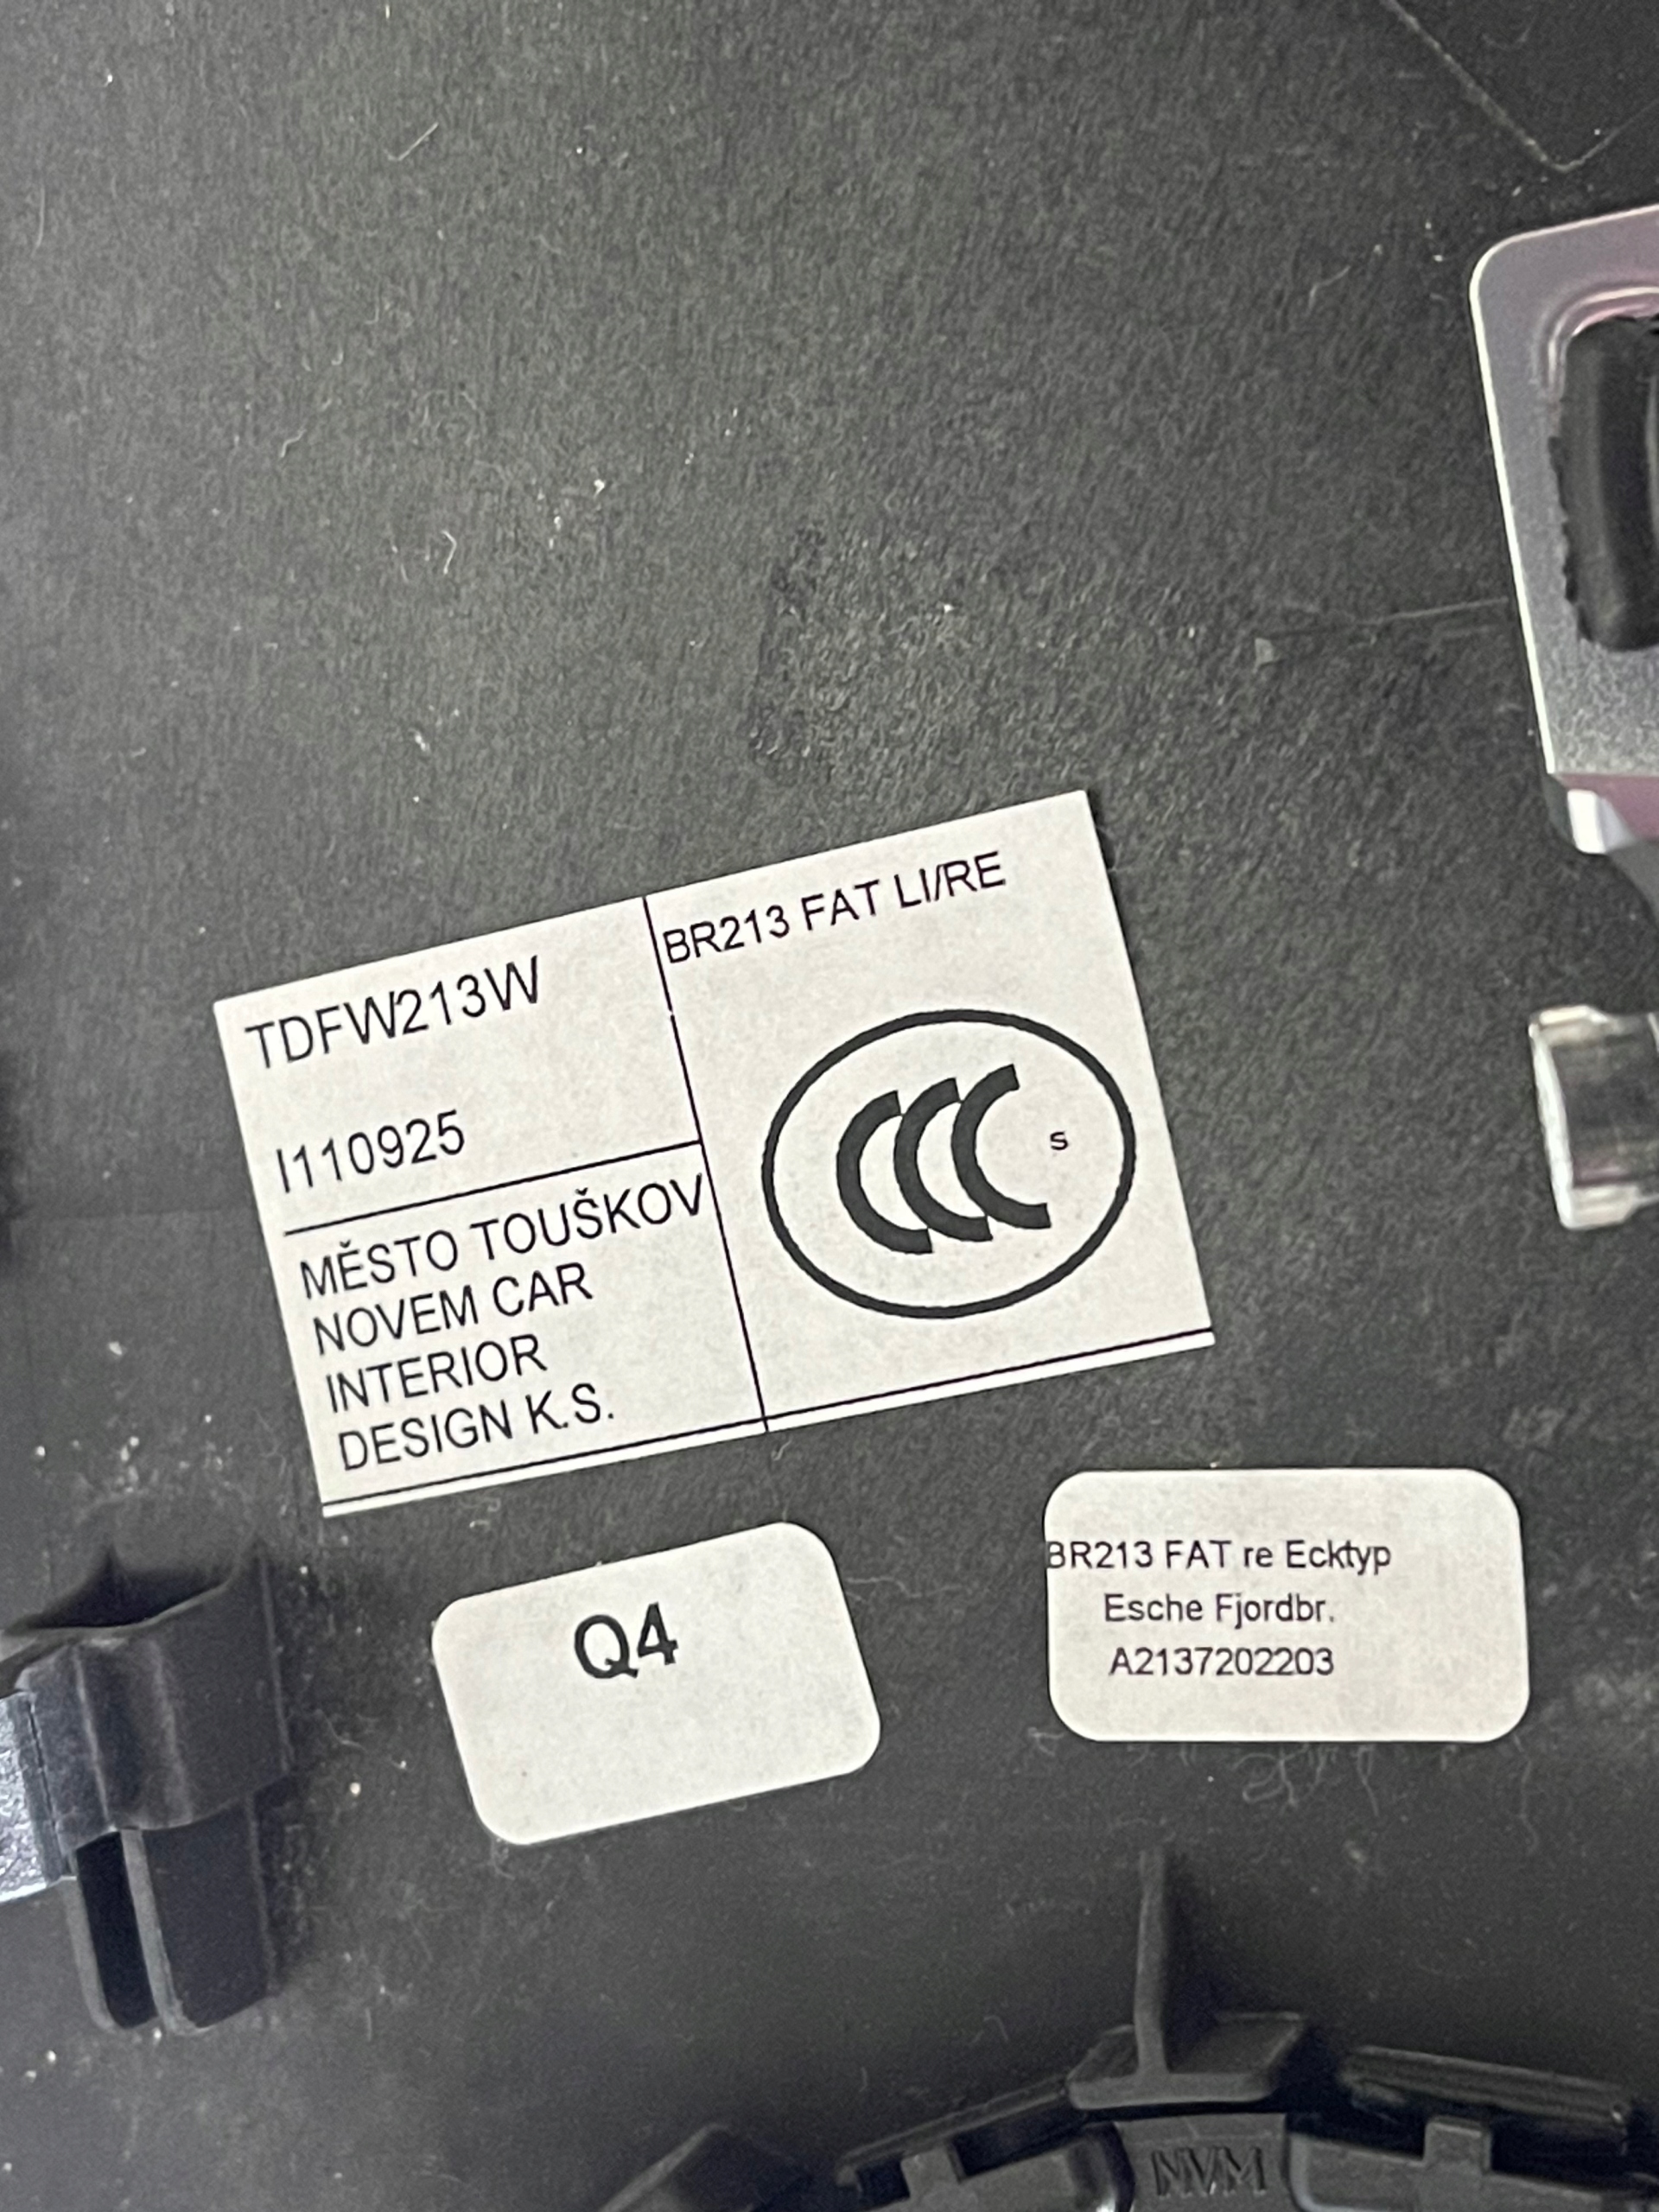 TDFW213W
I110925
MĚSTO TOUŠKOV
NOVEM CAR
INTERIOR
DESIGN K.S.
BR213 FAT LI/RE
CCC
S
Q4
BR213 FAT re Ecktyp
Esche Fjordbr.
A2137202203
NVM